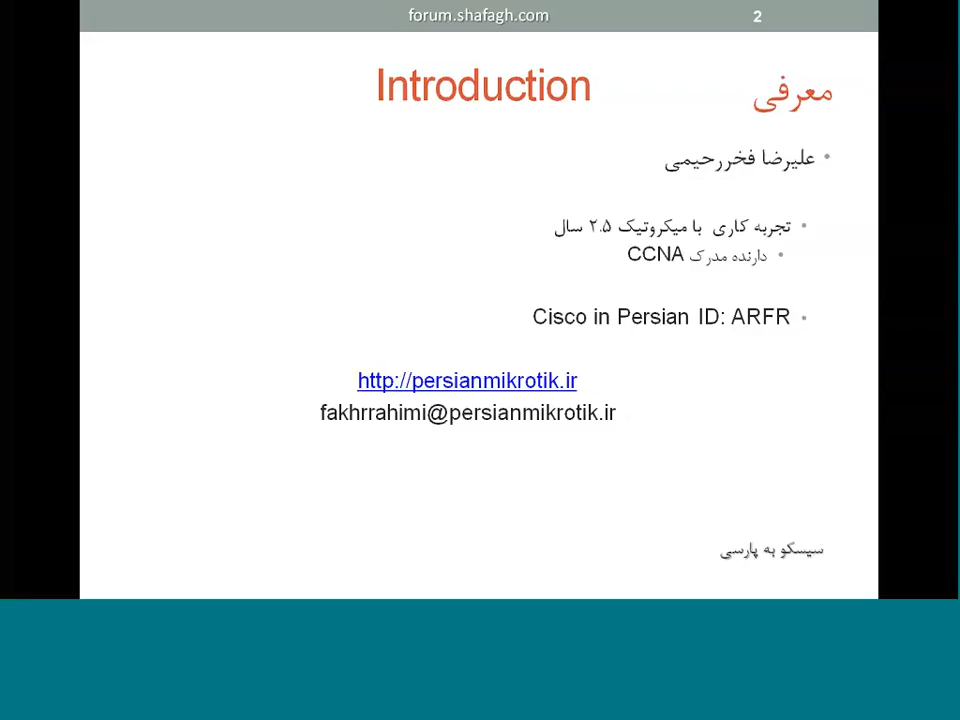 forum.shafagh.com 2
معرفی Introduction
• علیرضا فخررحیمی
• تجربه کاری با میکروتیک ۲.۵ سال
• دارنده مدرک CCNA
• Cisco in Persian ID: ARFR
http://persianmikrotik.ir
fakhrrahimi@persianmikrotik.ir
سیسکو به پارسی